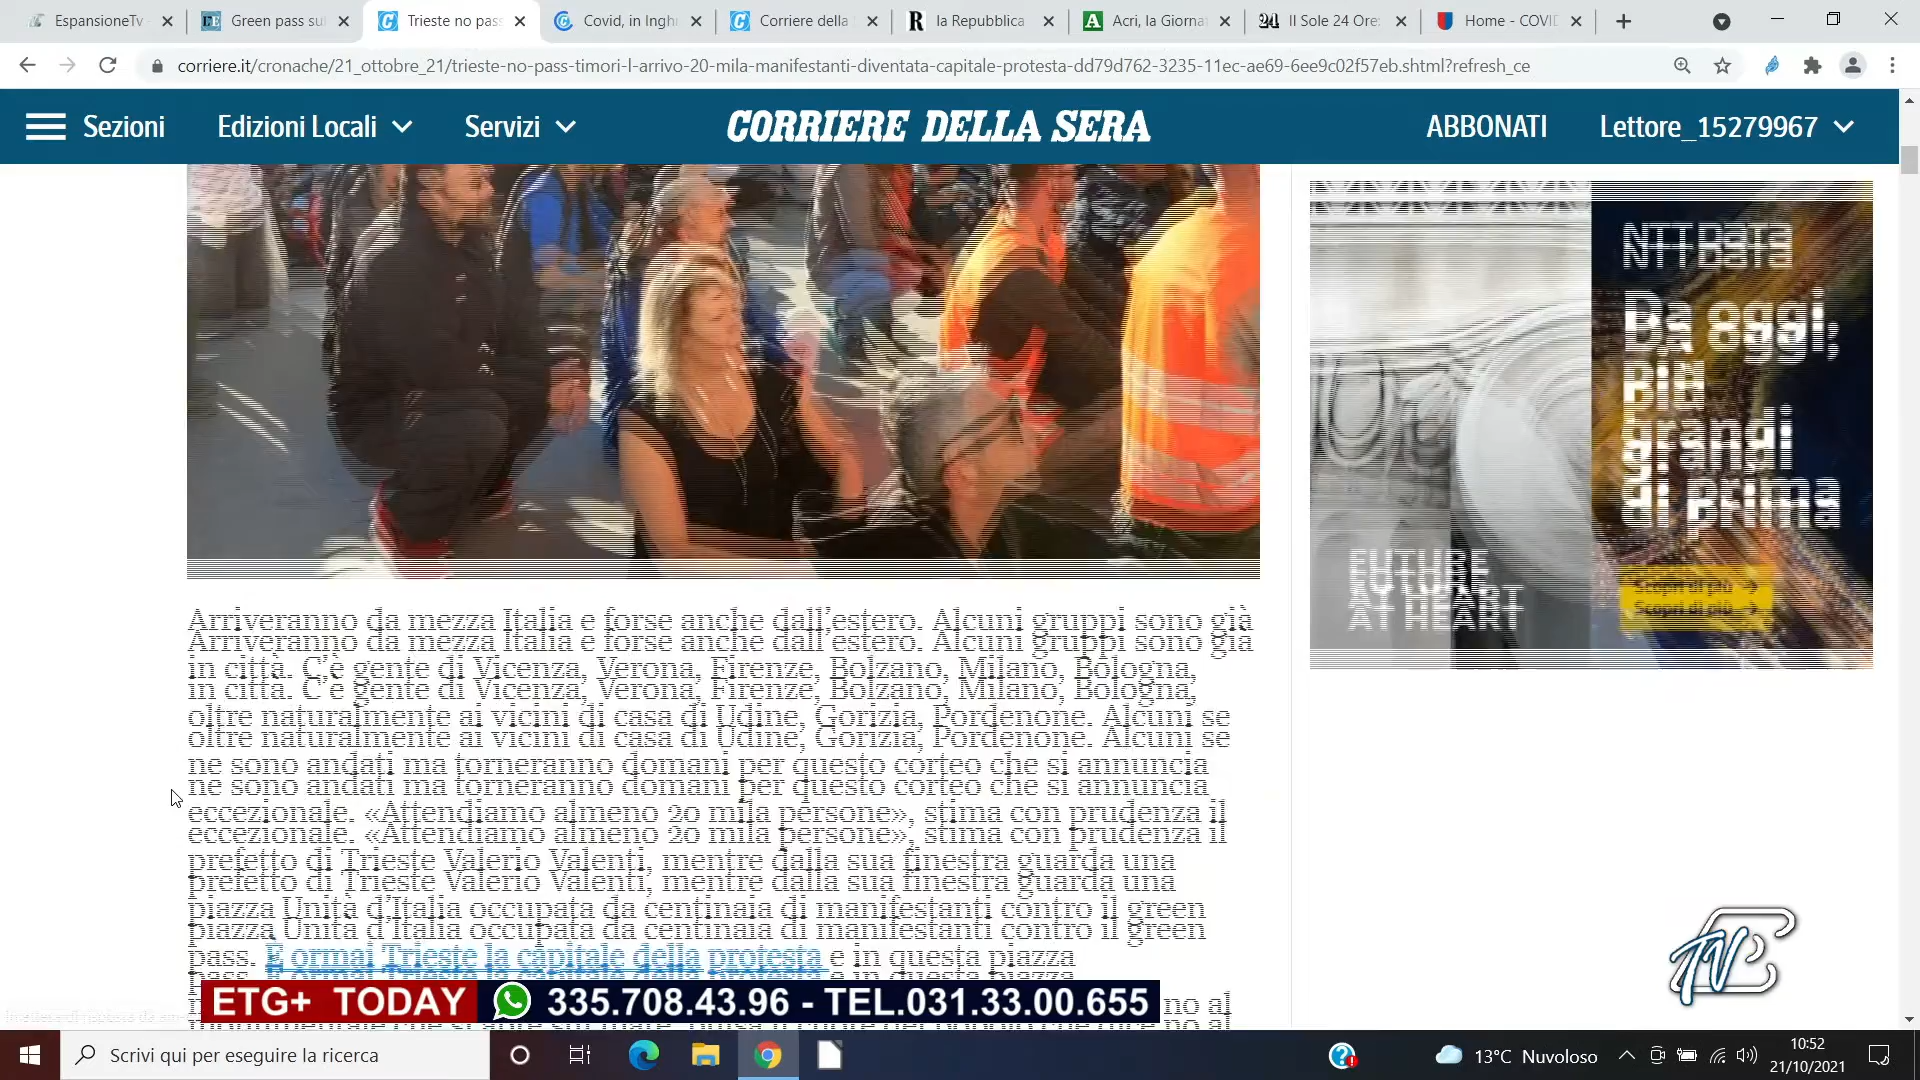 EspansioneTv
Green pass su
Trieste no pas
Covid, in Inghi
Corriere della
la Repubblica
Acri, la Giorna
Il Sole 24 Ore:
Home - COVID
corriere.it/cronache/21_ottobre_21/trieste-no-pass-timori-l-arrivo-20-mila-manifestanti-diventata-capitale-protesta-dd79d762-3235-11ec-ae69-6ee9c02f57eb.shtml?refresh_ce
Sezioni
Edizioni Locali
Servizi
CORRIERE DELLA SERA
ABBONATI
Lettore_15279967
NTT DATA
Da oggi,
più
grandi
di prima
FUTURE
AT HEART
Scopri di più →
Arriveranno da mezza Italia e forse anche dall'estero. Alcuni gruppi sono già
in città. C'è gente di Vicenza, Verona, Firenze, Bolzano, Milano, Bologna,
oltre naturalmente ai vicini di casa di Udine, Gorizia, Pordenone. Alcuni se
ne sono andati ma torneranno domani per questo corteo che si annuncia
eccezionale. «Attendiamo almeno 20 mila persone», stima con prudenza il
prefetto di Trieste Valerio Valenti, mentre dalla sua finestra guarda una
piazza Unità d'Italia occupata da centinaia di manifestanti contro il green
pass. È ormai Trieste la capitale della protesta e in questa piazza
no al
TVE
ETG+ TODAY 335.708.43.96 - TEL.031.33.00.655
Scrivi qui per eseguire la ricerca
13°C Nuvoloso
10:52
21/10/2021